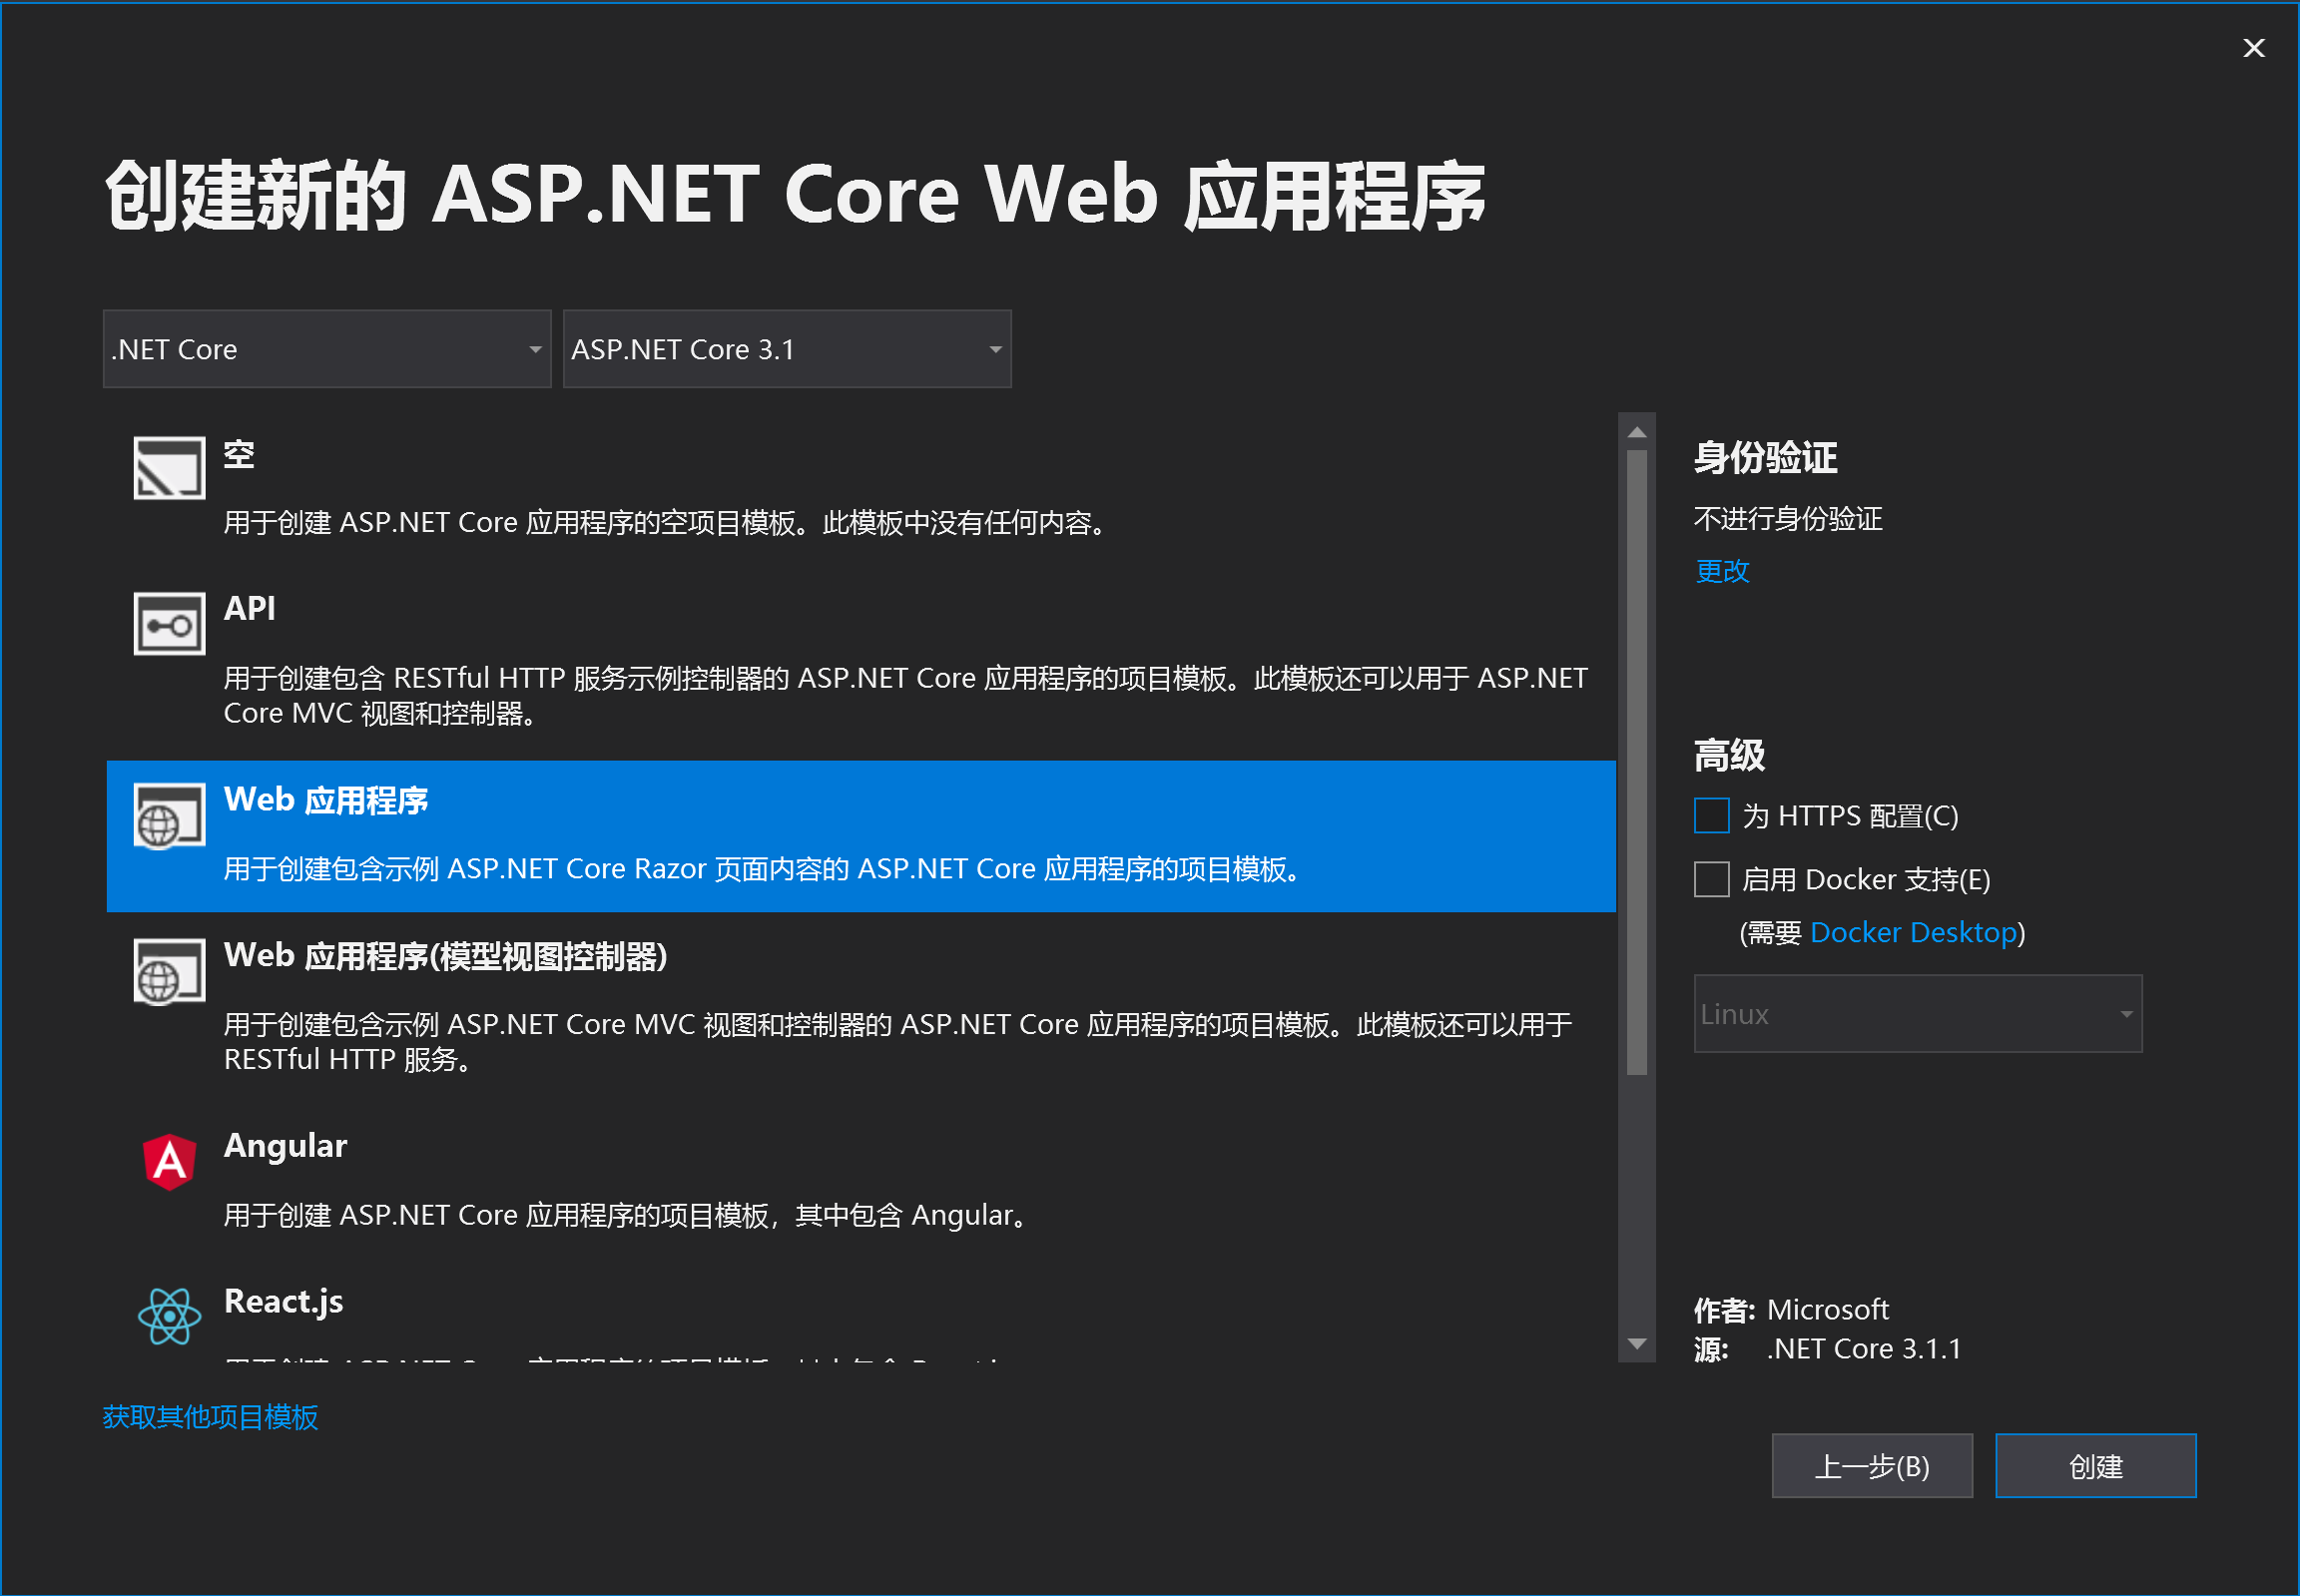 创建新的 ASP.NET Core Web 应用程序
.NET Core
ASP.NET Core 3.1
空
用于创建 ASP.NET Core 应用程序的空项目模板。此模板中没有任何内容。
API
用于创建包含 RESTful HTTP 服务示例控制器的 ASP.NET Core 应用程序的项目模板。此模板还可以用于 ASP.NET
Core MVC 视图和控制器。
Web 应用程序
用于创建包含示例 ASP.NET Core Razor 页面内容的 ASP.NET Core 应用程序的项目模板。
Web 应用程序(模型视图控制器)
用于创建包含示例 ASP.NET Core MVC 视图和控制器的 ASP.NET Core 应用程序的项目模板。此模板还可以用于
RESTful HTTP 服务。
Angular
用于创建 ASP.NET Core 应用程序的项目模板，其中包含 Angular。
React.js
获取其他项目模板
身份验证
不进行身份验证
更改
高级
为 HTTPS 配置(C)
启用 Docker 支持(E)
(需要 Docker Desktop)
Linux
作者: Microsoft
源: .NET Core 3.1.1
上一步(B)
创建